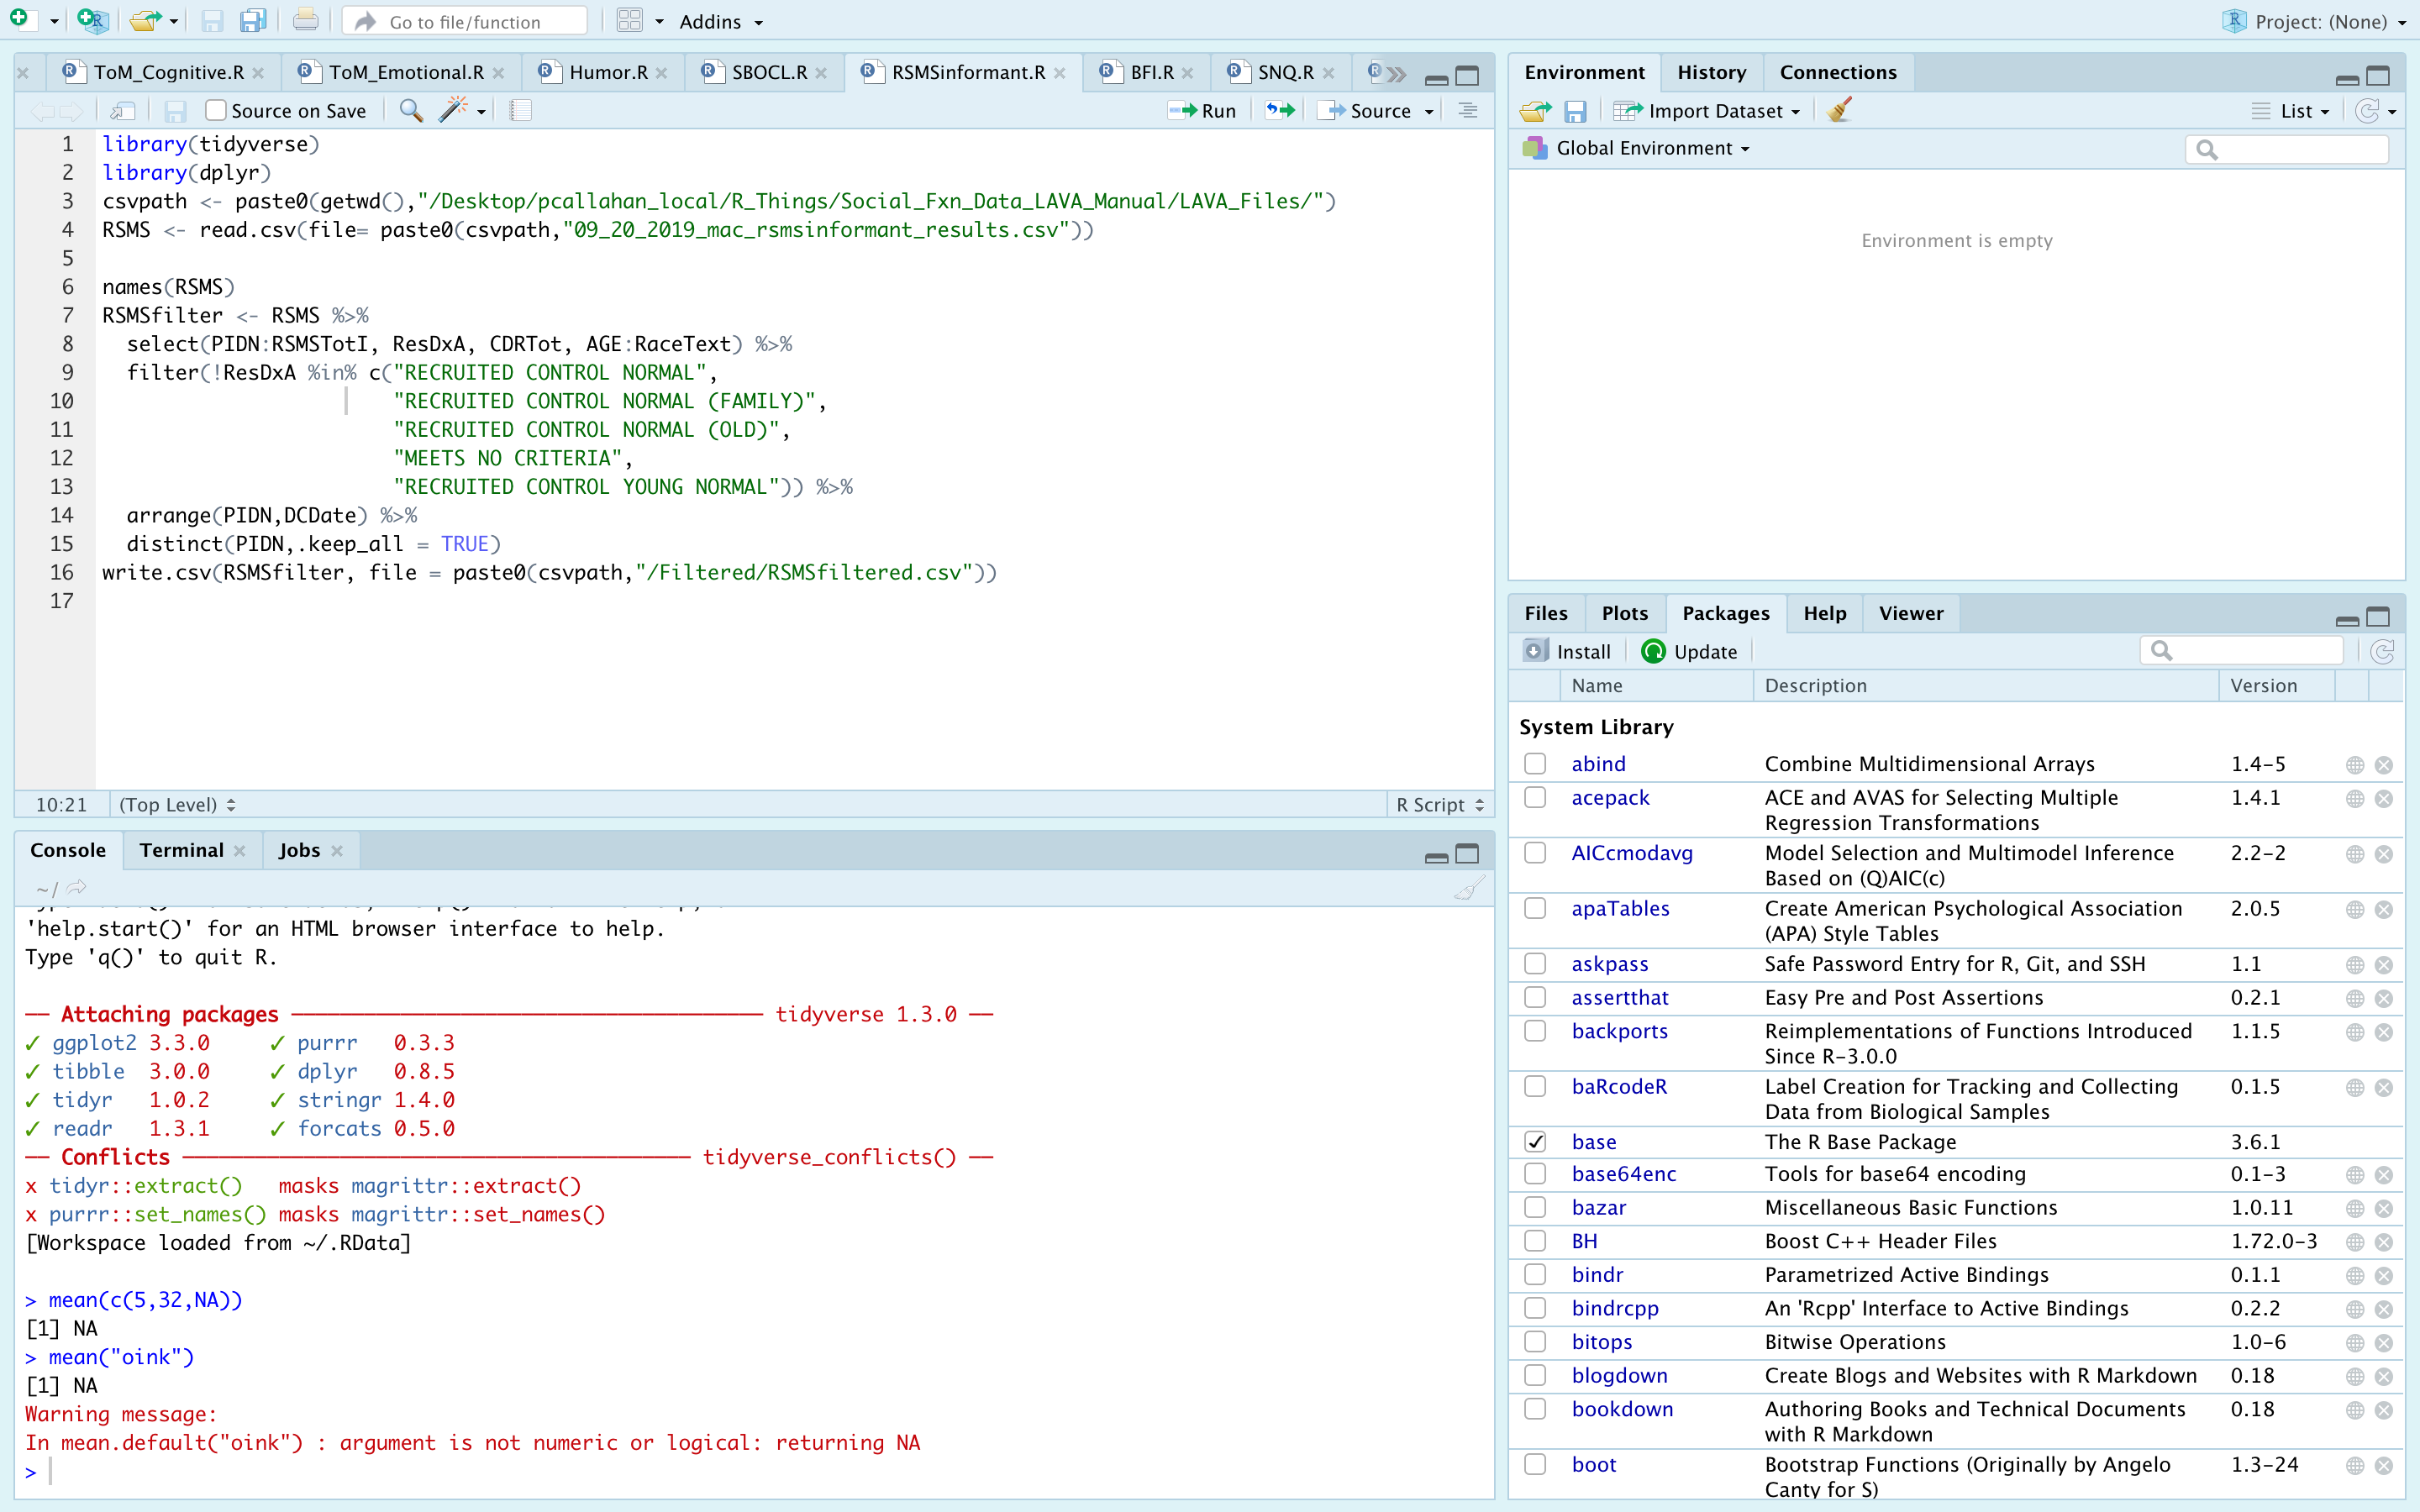 Go to file/function
Addins
Project: (None)
ToM_Cognitive.R
ToM_Emotional.R
Humor.R
SBOCL.R
RSMSinformant.R
BFI.R
SNQ.R
Source on Save
Run
Source
1 library(tidyverse)
2 library(dplyr)
3 csvpath <- paste0(getwd(),"/Desktop/pcallahan_local/R_Things/Social_Fxn_Data_LAVA_Manual/LAVA_Files/")
4 RSMS <- read.csv(file= paste0(csvpath,"09_20_2019_mac_rsmsinformant_results.csv"))
5
6 names(RSMS)
7 RSMSfilter <- RSMS %>%
8 select(PIDN:RSMSTotI, ResDxA, CDRTot, AGE:RaceText) %>%
9 filter(!ResDxA %in% c("RECRUITED CONTROL NORMAL",
10 "RECRUITED CONTROL NORMAL (FAMILY)",
11 "RECRUITED CONTROL NORMAL (OLD)",
12 "MEETS NO CRITERIA",
13 "RECRUITED CONTROL YOUNG NORMAL")) %>%
14 arrange(PIDN,DCDate) %>%
15 distinct(PIDN,.keep_all = TRUE)
16 write.csv(RSMSfilter, file = paste0(csvpath,"/Filtered/RSMSfiltered.csv"))
17
10:21 (Top Level) R Script
Console Terminal Jobs
~/
'help.start()' for an HTML browser interface to help.
Type 'q()' to quit R.
── Attaching packages ─────────────────────────────────────── tidyverse 1.3.0 ──
✓ ggplot2 3.3.0 ✓ purrr 0.3.3
✓ tibble 3.0.0 ✓ dplyr 0.8.5
✓ tidyr 1.0.2 ✓ stringr 1.4.0
✓ readr 1.3.1 ✓ forcats 0.5.0
── Conflicts ────────────────────────────────────────── tidyverse_conflicts() ──
x tidyr::extract() masks magrittr::extract()
x purrr::set_names() masks magrittr::set_names()
[Workspace loaded from ~/.RData]
> mean(c(5,32,NA))
[1] NA
> mean("oink")
[1] NA
Warning message:
In mean.default("oink") : argument is not numeric or logical: returning NA
>
Environment History Connections
Import Dataset List
Global Environment
Environment is empty
Files Plots Packages Help Viewer
Install Update
Name Description Version
System Library
abind Combine Multidimensional Arrays 1.4-5
acepack ACE and AVAS for Selecting Multiple 1.4.1
Regression Transformations
AICcmodavg Model Selection and Multimodel Inference 2.2-2
Based on (Q)AIC(c)
apaTables Create American Psychological Association 2.0.5
(APA) Style Tables
askpass Safe Password Entry for R, Git, and SSH 1.1
assertthat Easy Pre and Post Assertions 0.2.1
backports Reimplementations of Functions Introduced 1.1.5
Since R-3.0.0
baRcodeR Label Creation for Tracking and Collecting 0.1.5
Data from Biological Samples
base The R Base Package 3.6.1
base64enc Tools for base64 encoding 0.1-3
bazar Miscellaneous Basic Functions 1.0.11
BH Boost C++ Header Files 1.72.0-3
bindr Parametrized Active Bindings 0.1.1
bindrcpp An 'Rcpp' Interface to Active Bindings 0.2.2
bitops Bitwise Operations 1.0-6
blogdown Create Blogs and Websites with R Markdown 0.18
bookdown Authoring Books and Technical Documents 0.18
with R Markdown
boot Bootstrap Functions (Originally by Angelo 1.3-24
Canty for S)